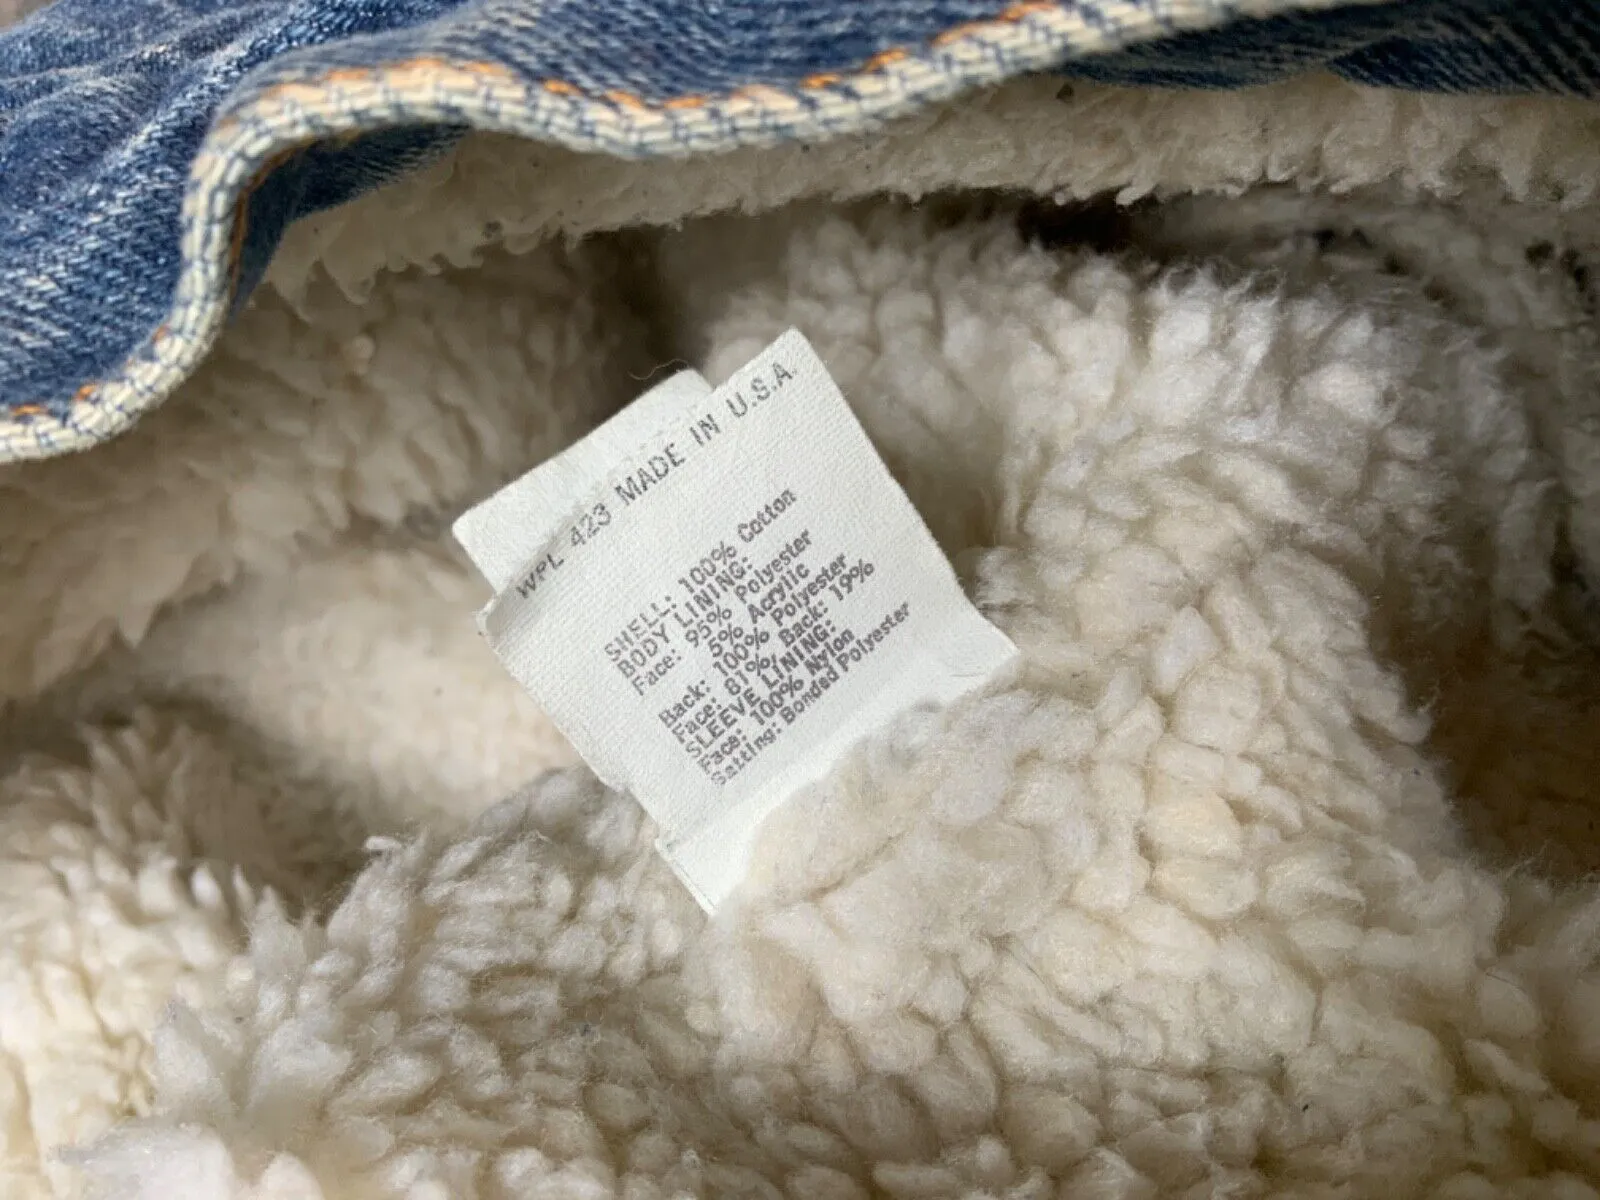 WPL 423 MADE IN U.S.A.
SHELL: 100% Cotton
BODY LINING:
Face: 95% Polyester
5% Acrylic
Back: 100% Polyester
Face: 81% Back: 19%
SLEEVE LINING:
Face: 100% Nylon
Batting: Bonded Polyester